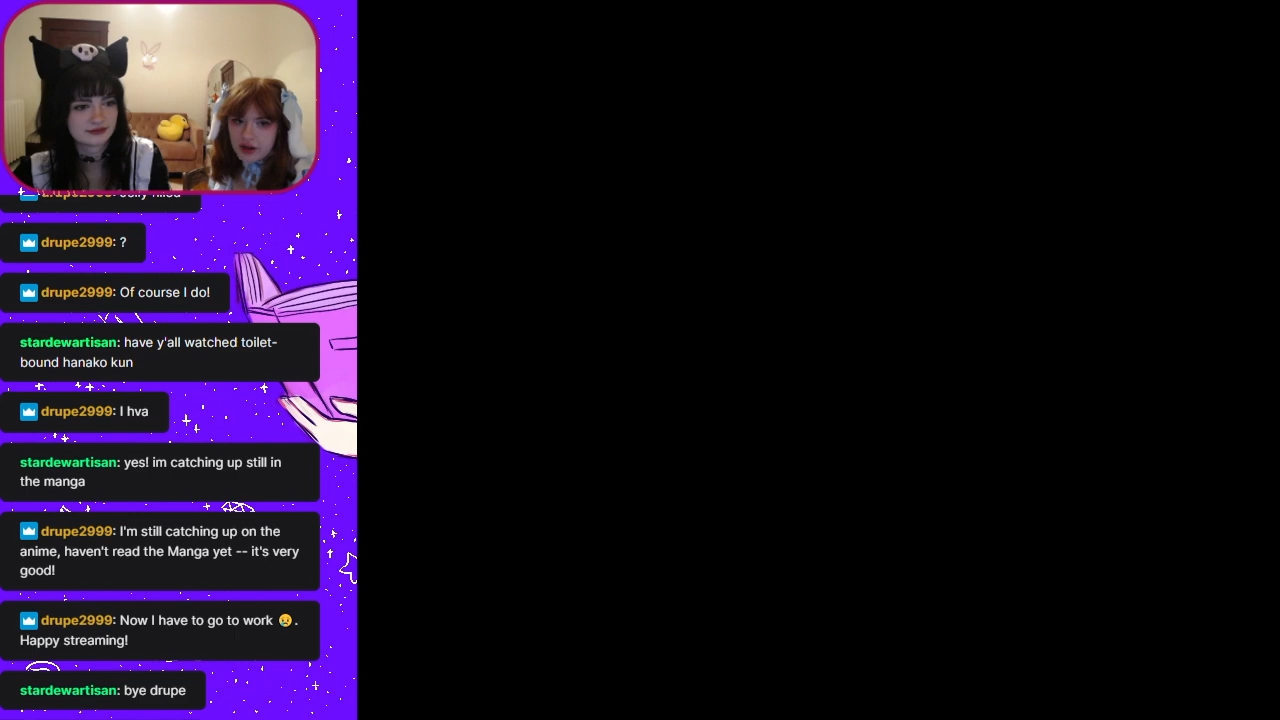 drupe2999: ?
drupe2999: Of course I do!
stardewartisan: have y'all watched toilet-
bound hanako kun
drupe2999: I hva
stardewartisan: yes! im catching up still in
the manga
drupe2999: I'm still catching up on the
anime, haven't read the Manga yet -- it's very
good!
drupe2999: Now I have to go to work 😢.
Happy streaming!
stardewartisan: bye drupe